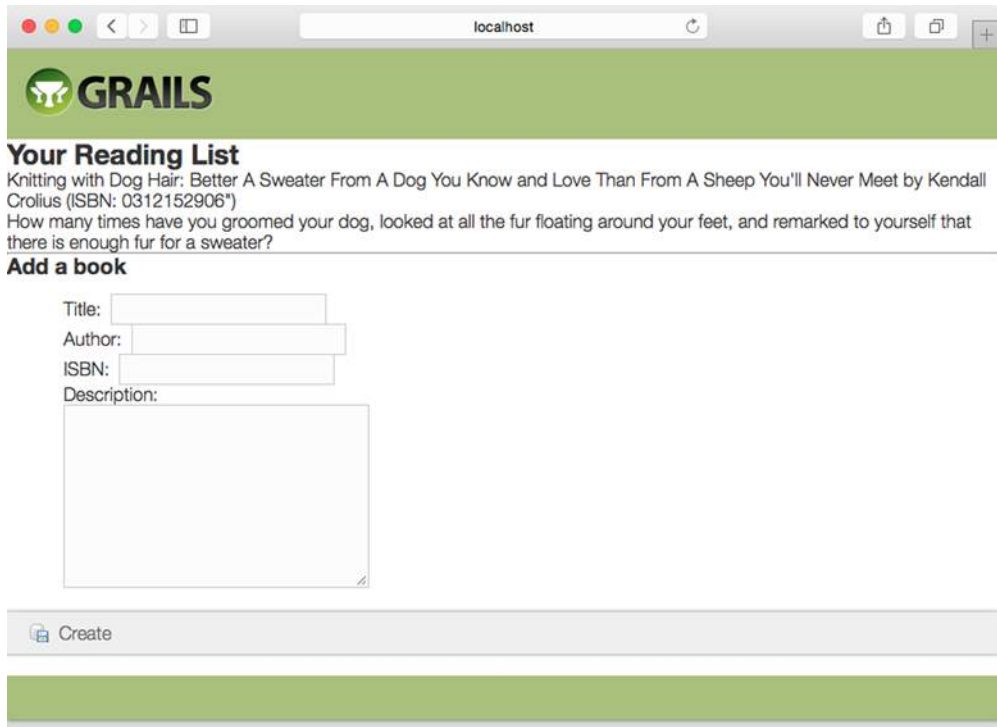 localhost
GRAILS
Your Reading List
Knitting with Dog Hair: Better A Sweater From A Dog You Know and Love Than From A Sheep You'll Never Meet by Kendall
Crolius (ISBN: 0312152906")
How many times have you groomed your dog, looked at all the fur floating around your feet, and remarked to yourself that
there is enough fur for a sweater?
Add a book
Title:
Author:
ISBN:
Description:
Create